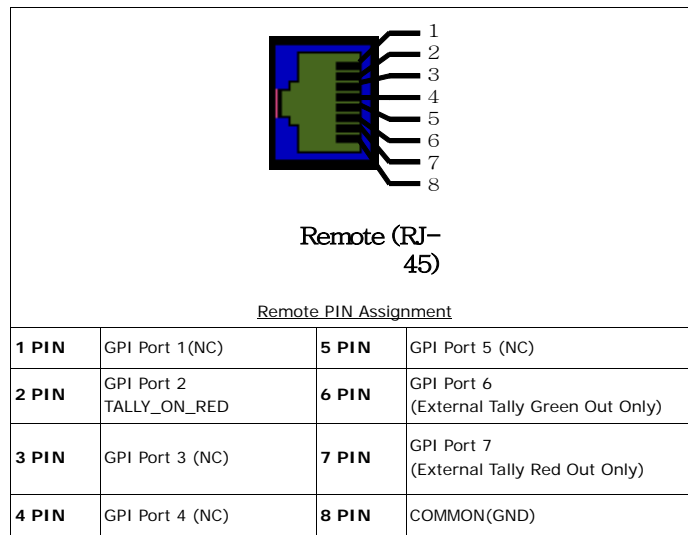 1
2
3
4
5
6
7
8
Remote (RJ-
45)
Remote PIN Assignment
1 PIN GPI Port 1(NC) 5 PIN GPI Port 5 (NC)
2 PIN GPI Port 2
TALLY_ON_RED 6 PIN GPI Port 6
(External Tally Green Out Only)
3 PIN GPI Port 3 (NC) 7 PIN GPI Port 7
(External Tally Red Out Only)
4 PIN GPI Port 4 (NC) 8 PIN COMMON(GND)